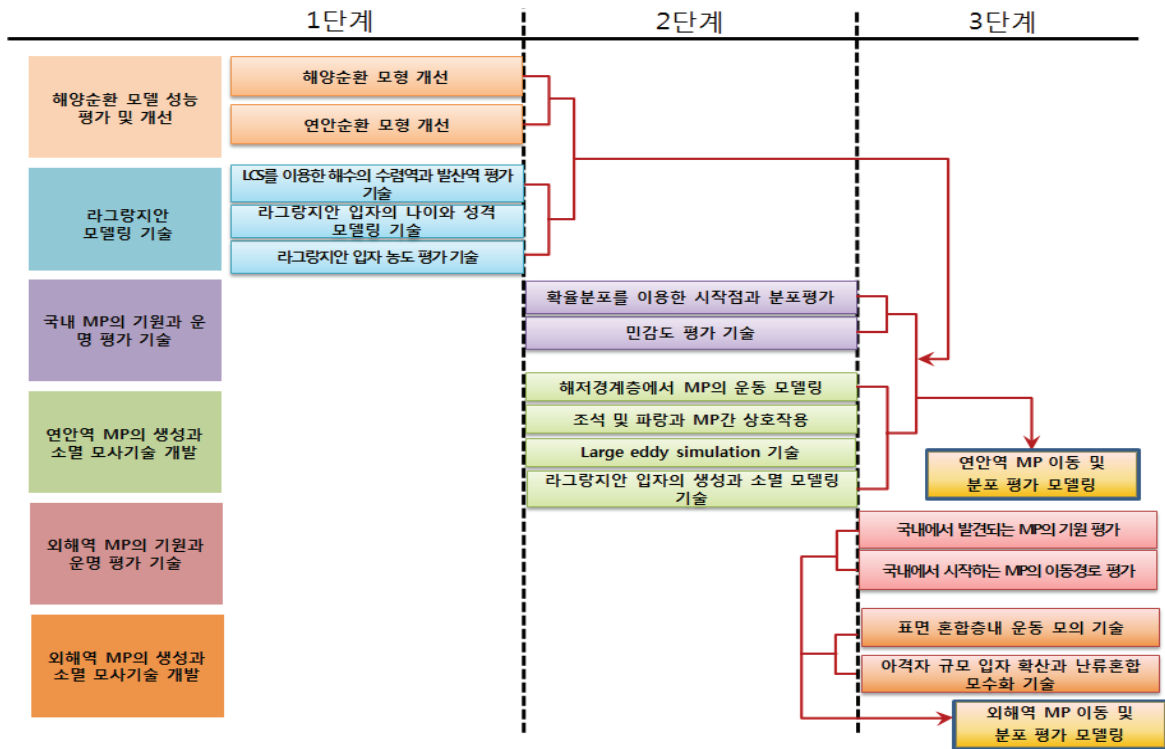 1단계
2단계
3단계
해양순환 모델 성능
평가 및 개선
해양순환 모형 개선
연안순환 모형 개선
라그랑지안
모델링 기술
LCS를 이용한 해수의 수렴역과 발산역 평가
기술
라그랑지안 입자의 나이와 성격
모델링 기술
라그랑지안 입자 농도 평가 기술
국내 MP의 기원과 운
명 평가 기술
확율분포를 이용한 시작점과 분포평가
민감도 평가 기술
연안역 MP의 생성과
소멸 모사기술 개발
해저경계층에서 MP의 운동 모델링
조석 및 파랑과 MP간 상호작용
Large eddy simulation 기술
라그랑지안 입자의 생성과 소멸 모델링
기술
연안역 MP 이동 및
분포 평가 모델링
외해역 MP의 기원과
운명 평가 기술
국내에서 발견되는 MP의 기원 평가
국내에서 시작하는 MP의 이동경로 평가
외해역 MP의 생성과
소멸 모사기술 개발
표면 혼합층내 운동 모의 기술
아격자 규모 입자 확산과 난류혼합
모수화 기술
외해역 MP 이동 및
분포 평가 모델링